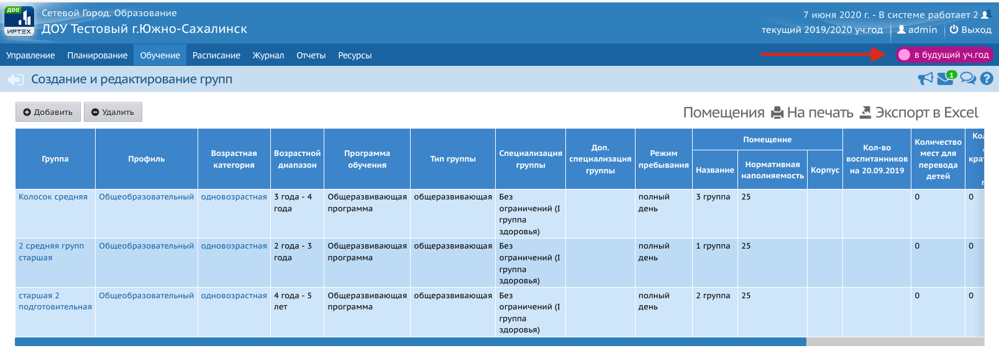 ДОО
ИРТЕХ
Сетевой Город. Образование
ДОУ Тестовый г.Южно-Сахалинск
7 июня 2020 г. - В системе работает 2
текущий 2019/2020 уч.год
admin
Выход
Управление Планирование Обучение Расписание Журнал Отчеты Ресурсы
в будущий уч.год
Создание и редактирование групп
1
?
Добавить
Удалить
Помещения На печать Экспорт в Excel
Группа
Профиль
Возрастная
категория
Возрастной
диапазон
Программа
обучения
Тип группы
Специализация
группы
Доп.
специализация
группы
Режим
пребывания
Помещение
Название
Нормативная
наполняемость
Корпус
Кол-во
воспитанников
на 20.09.2019
Количество
мест для
перевода
детей
Колосок средняя
Общеобразовательный
одновозрастная
3 года - 4
года
Общеразвивающая
программа
общеразвивающая
Без
ограничений (I
группа
здоровья)
полный
день
3 группа
25
0
0
2 средняя групп
старшая
Общеобразовательный
одновозрастная
2 года - 3
года
Общеразвивающая
программа
общеразвивающая
Без
ограничений (I
группа
здоровья)
полный
день
1 группа
25
0
0
старшая 2
подготовительная
Общеобразовательный
одновозрастная
4 года - 5
лет
Общеразвивающая
программа
общеразвивающая
Без
ограничений (I
группа
здоровья)
полный
день
2 группа
25
0
0